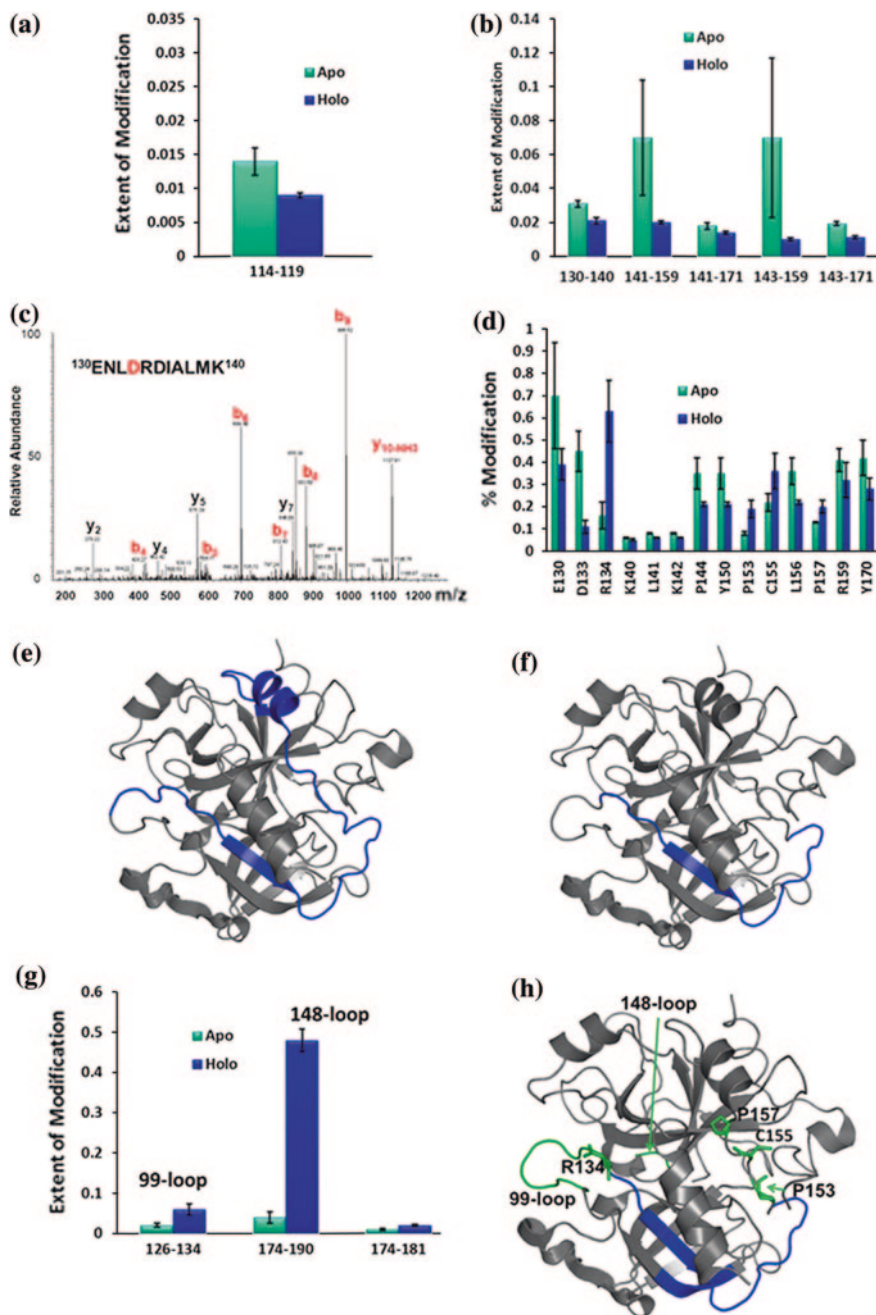 (a)
0.035
0.03
0.025
0.02
0.015
0.01
0.005
0
Extent of Modification
Apo
Holo
114-119
(b)
0.14
0.12
0.1
0.08
0.06
0.04
0.02
0
Extent of Modification
Apo
Holo
130-140 141-159 141-171 143-159 143-171
(c)
100
50
0
Relative Abundance
130ENLDRDIALMK140
y2
b4
y4
y5
b5
b6
b7
y7
b8
b9
y10-NH3
200 300 400 500 600 700 800 900 1000 1100 1200
m/z
(d)
1
0.9
0.8
0.7
0.6
0.5
0.4
0.3
0.2
0.1
0
% Modification
Apo
Holo
E130 D133 R134 K140 L141 K142 P144 Y150 P153 C155 L156 P157 R159 Y170
(e)
(f)
(g)
0.6
0.5
0.4
0.3
0.2
0.1
0
Extent of Modification
Apo
Holo
148-loop
99-loop
126-134 174-190 174-181
(h)
148-loop
P157
C155
R134
99-loop
P153